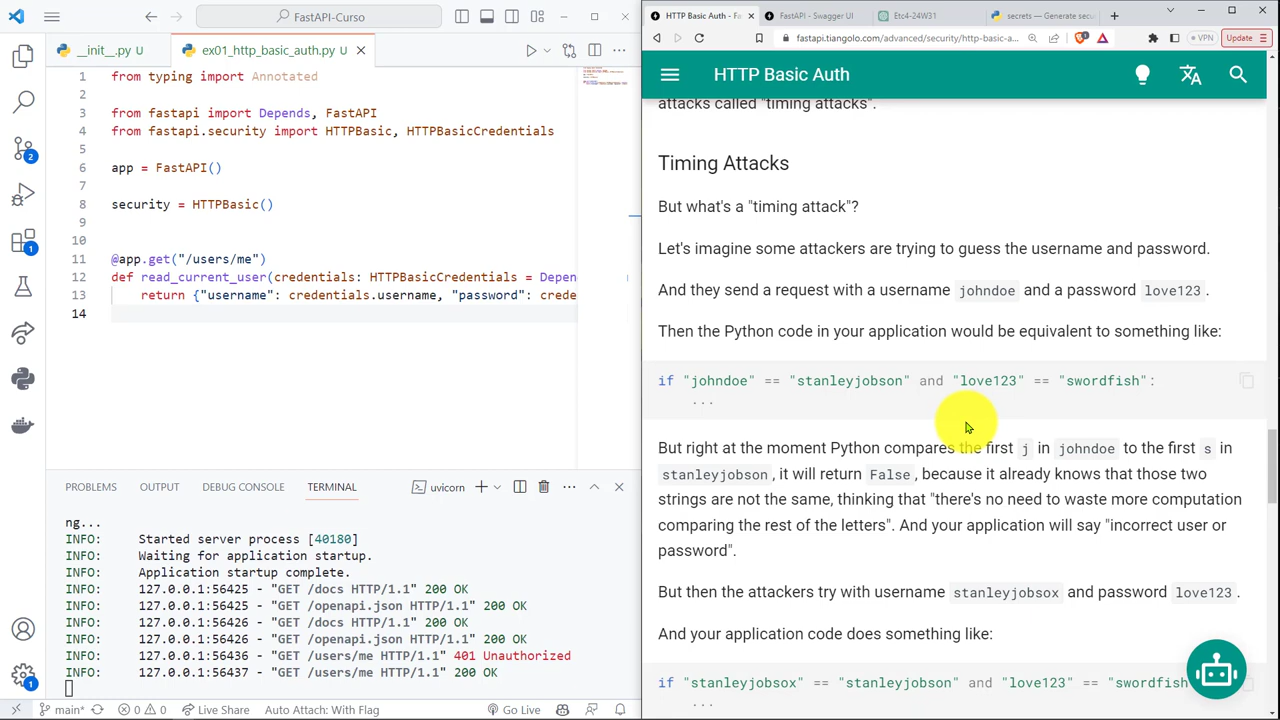 FastAPI-Curso
__init__.py U
ex01_http_basic_auth.py U
1 from typing import Annotated
2
3 from fastapi import Depends, FastAPI
4 from fastapi.security import HTTPBasic, HTTPBasicCredentials
5
6 app = FastAPI()
7
8 security = HTTPBasic()
9
10
11 @app.get("/users/me")
12 def read_current_user(credentials: HTTPBasicCredentials = Depen
13 return {"username": credentials.username, "password": crede
14
2
1
1
PROBLEMS OUTPUT DEBUG CONSOLE TERMINAL uvicorn
ng...
INFO: Started server process [40180]
INFO: Waiting for application startup.
INFO: Application startup complete.
INFO: 127.0.0.1:56425 - "GET /docs HTTP/1.1" 200 OK
INFO: 127.0.0.1:56425 - "GET /openapi.json HTTP/1.1" 200 OK
INFO: 127.0.0.1:56426 - "GET /docs HTTP/1.1" 200 OK
INFO: 127.0.0.1:56426 - "GET /openapi.json HTTP/1.1" 200 OK
INFO: 127.0.0.1:56436 - "GET /users/me HTTP/1.1" 401 Unauthorized
INFO: 127.0.0.1:56437 - "GET /users/me HTTP/1.1" 200 OK
main* 0 0 Live Share Auto Attach: With Flag Go Live
HTTP Basic Auth - Fa
FastAPI - Swagger UI
Etc4-24W31
secrets — Generate secu
fastapi.tiangolo.com/advanced/security/http-basic-a... VPN Update
HTTP Basic Auth
attacks called "timing attacks".
Timing Attacks
But what's a "timing attack"?
Let's imagine some attackers are trying to guess the username and password.
And they send a request with a username johndoe and a password love123.
Then the Python code in your application would be equivalent to something like:
if "johndoe" == "stanleyjobson" and "love123" == "swordfish":
...
But right at the moment Python compares the first j in johndoe to the first s in
stanleyjobson, it will return False, because it already knows that those two
strings are not the same, thinking that "there's no need to waste more computation
comparing the rest of the letters". And your application will say "incorrect user or
password".
But then the attackers try with username stanleyjobsox and password love123.
And your application code does something like:
if "stanleyjobsox" == "stanleyjobson" and "love123" == "swordfish
...